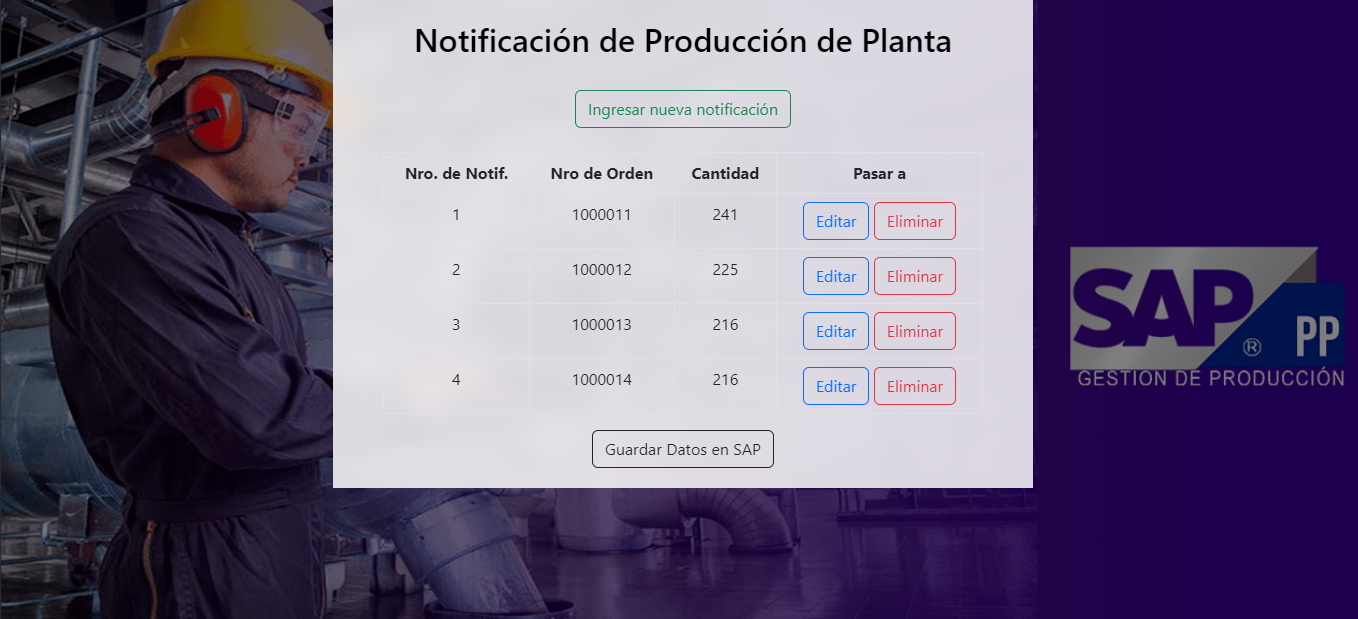 Notificación de Producción de Planta
Ingresar nueva notificación
Nro. de Notif. Nro de Orden Cantidad Pasar a
1 1000011 241 Editar Eliminar
2 1000012 225 Editar Eliminar
3 1000013 216 Editar Eliminar
4 1000014 216 Editar Eliminar
Guardar Datos en SAP
SAP ® PP
GESTIÓN DE PRODUCCIÓN